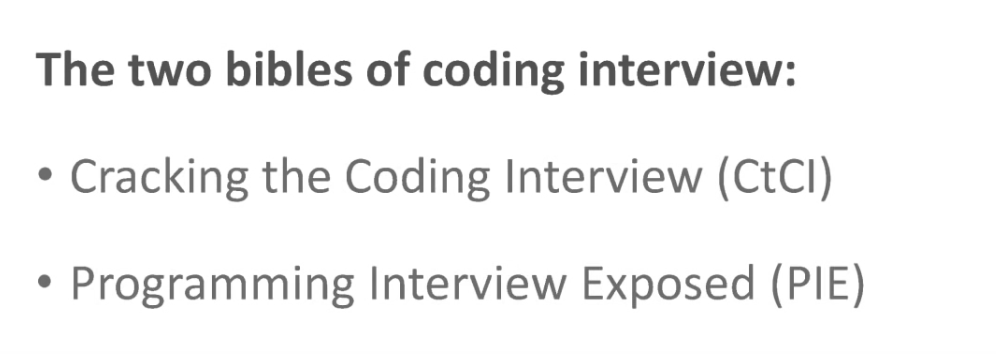 The two bibles of coding interview:
• Cracking the Coding Interview (CtCI)
• Programming Interview Exposed (PIE)